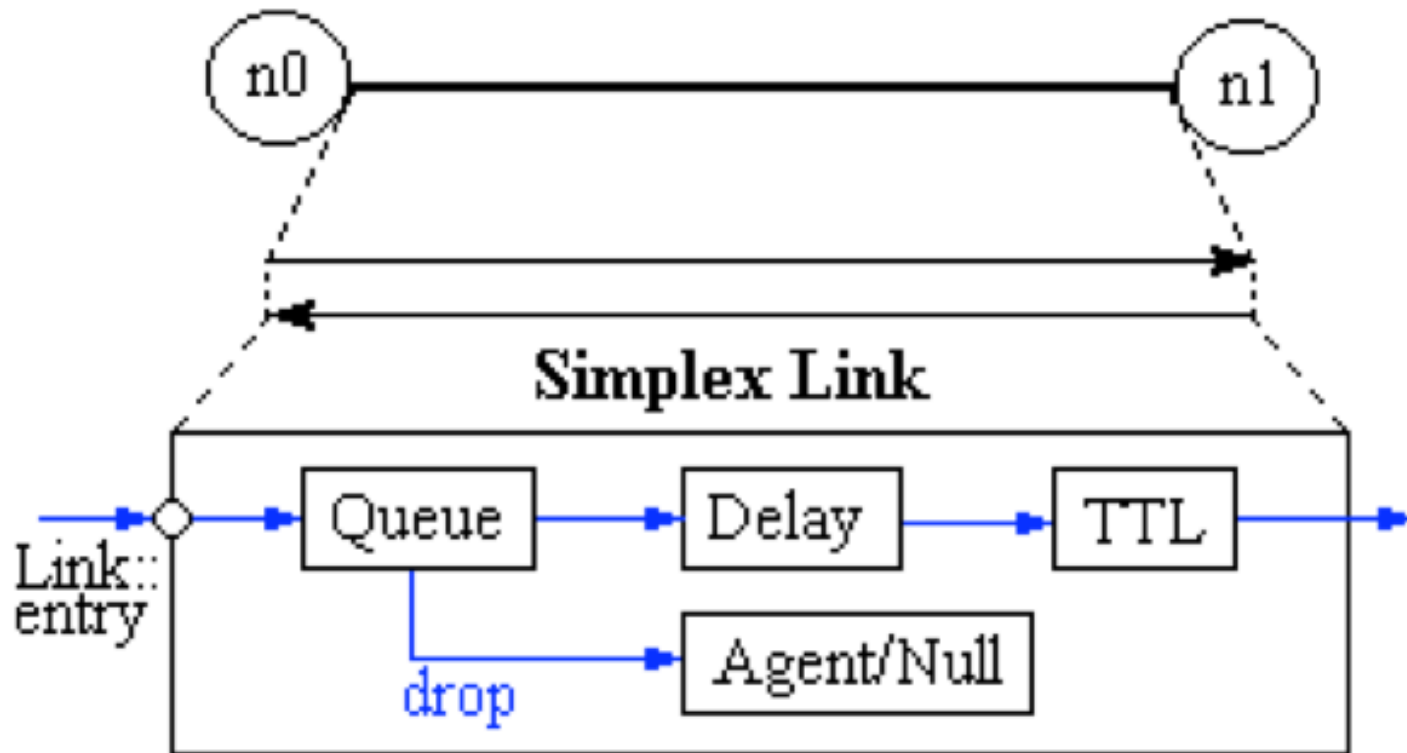 n0
n1
Simplex Link
Queue
Delay
TTL
Link::
entry
Agent/Null
drop